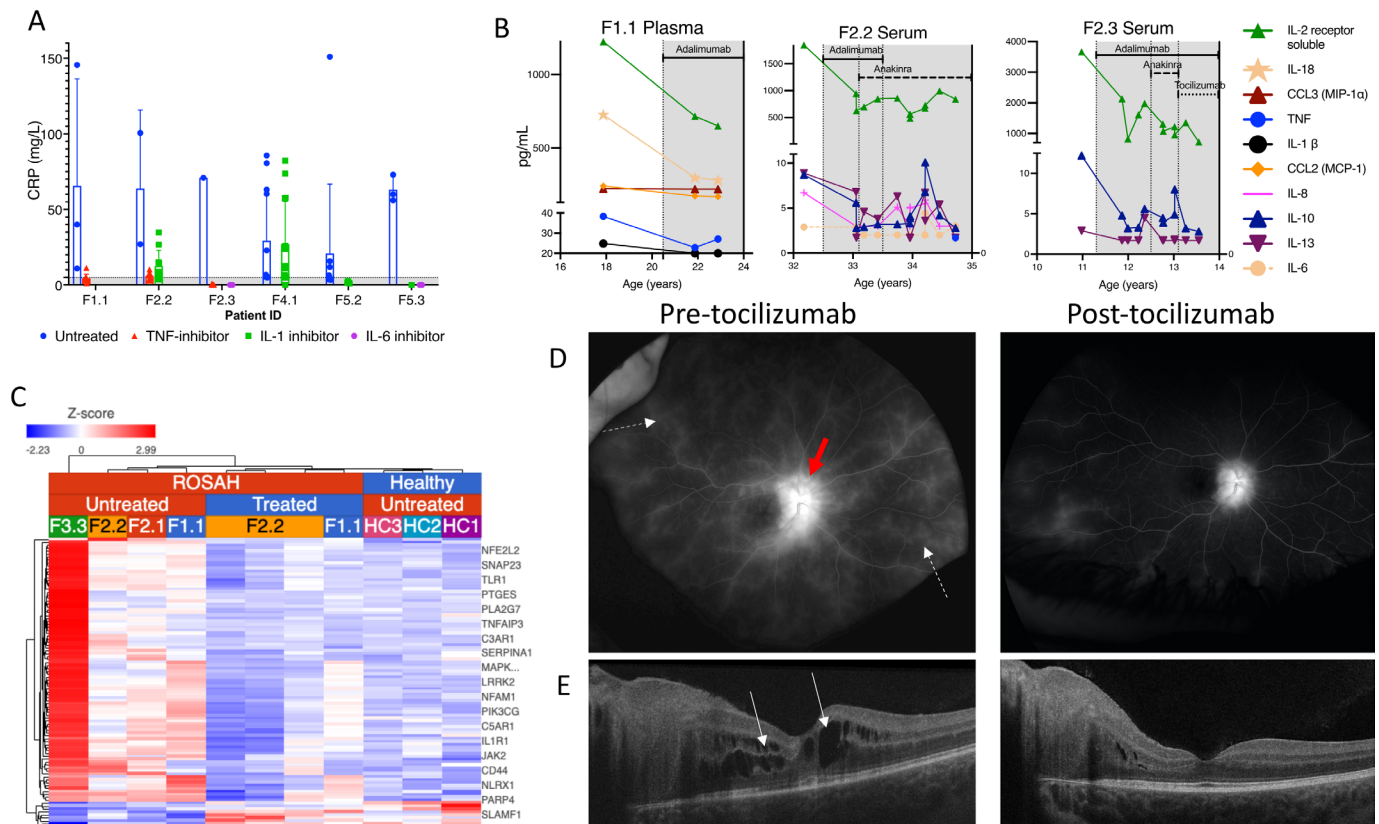 A
CRP (mg/L)
150
100
50
0
F1.1 F2.2 F2.3 F4.1 F5.2 F5.3
Patient ID
Untreated TNF-inhibitor IL-1 inhibitor IL-6 inhibitor
B
F1.1 Plasma
Adalimumab
pg/mL
1000
500
40
30
20
16 18 20 22 24
Age (years)
F2.2 Serum
Adalimumab
Anakinra
1500
1000
500
10
5
0
0
32 33 34 35
Age (years)
F2.3 Serum
Adalimumab
Anakinra
Tocilizumab
4000
3000
2000
1000
10
5
0
0
10 11 12 13 14
Age (years)
IL-2 receptor
soluble
IL-18
CCL3 (MIP-1α)
TNF
IL-1 β
CCL2 (MCP-1)
IL-8
IL-10
IL-13
IL-6
C
Z-score
-2.23 0 2.99
ROSAH Healthy
Untreated Treated Untreated
F3.3 F2.2 F2.1 F1.1 F2.2 F1.1 HC3 HC2 HC1
NFE2L2
SNAP23
TLR1
PTGES
PLA2G7
TNFAIP3
C3AR1
SERPINA1
MAPK...
LRRK2
NFAM1
PIK3CG
C5AR1
IL1R1
JAK2
CD44
NLRX1
PARP4
SLAMF1
Pre-tocilizumab Post-tocilizumab
D
E